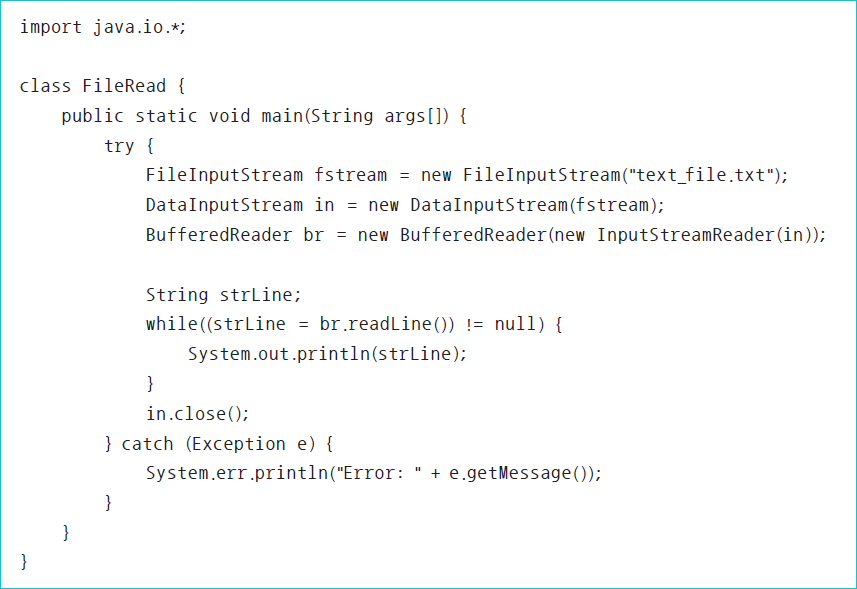 import java.io.*;

class FileRead {
    public static void main(String args[]) {
        try {
            FileInputStream fstream = new FileInputStream("text_file.txt");
            DataInputStream in = new DataInputStream(fstream);
            BufferedReader br = new BufferedReader(new InputStreamReader(in));

            String strLine;
            while((strLine = br.readLine()) != null) {
                System.out.println(strLine);
            }
            in.close();
        } catch (Exception e) {
            System.err.println("Error: " + e.getMessage());
        }
    }
}